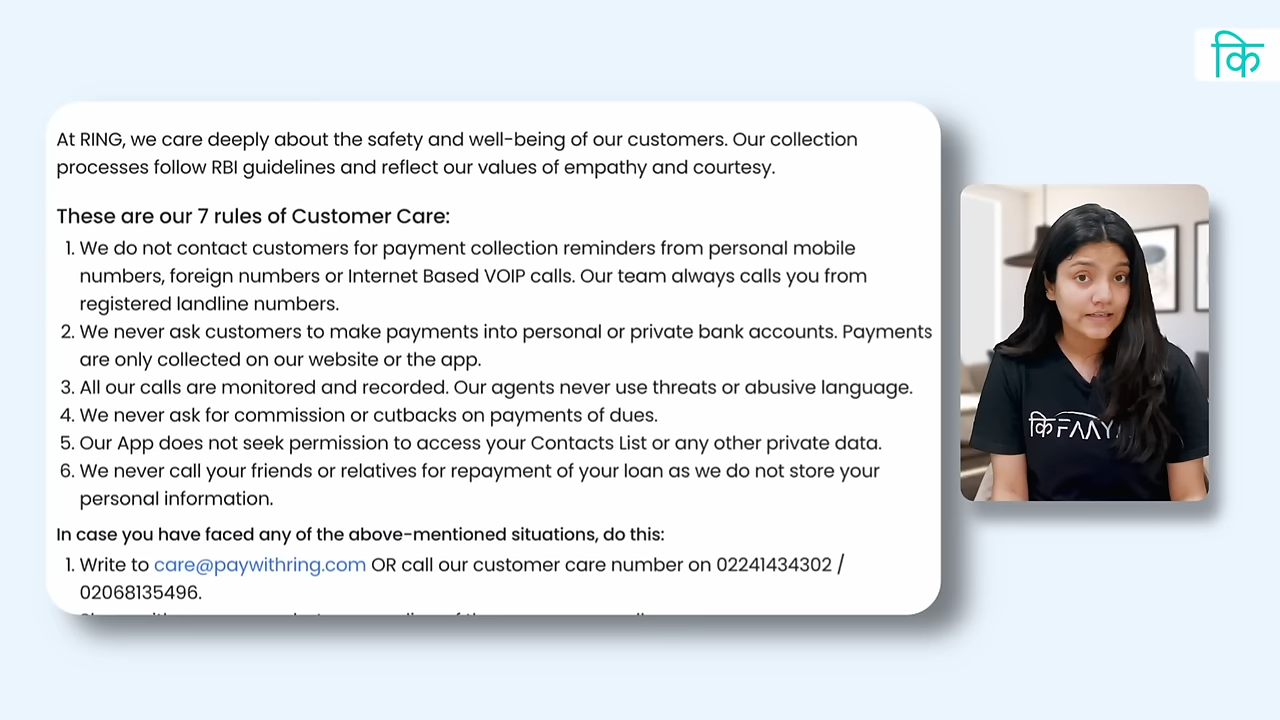 कि
At RING, we care deeply about the safety and well-being of our customers. Our collection
processes follow RBI guidelines and reflect our values of empathy and courtesy.
These are our 7 rules of Customer Care:
1. We do not contact customers for payment collection reminders from personal mobile
numbers, foreign numbers or Internet Based VOIP calls. Our team always calls you from
registered landline numbers.
2. We never ask customers to make payments into personal or private bank accounts. Payments
are only collected on our website or the app.
3. All our calls are monitored and recorded. Our agents never use threats or abusive language.
4. We never ask for commission or cutbacks on payments of dues.
5. Our App does not seek permission to access your Contacts List or any other private data.
6. We never call your friends or relatives for repayment of your loan as we do not store your
personal information.
In case you have faced any of the above-mentioned situations, do this:
1. Write to care@paywithring.com OR call our customer care number on 02241434302 /
02068135496.
कि FAAY